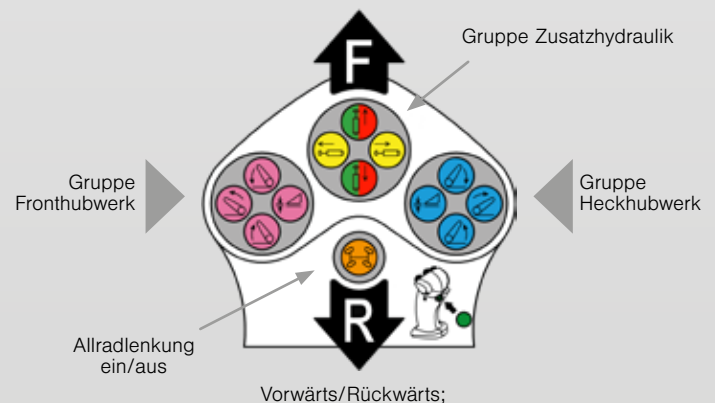 F
Gruppe Zusatzhydraulik
Gruppe
Fronthubwerk
Gruppe
Heckhubwerk
R
Allradlenkung
ein/aus
Vorwärts/Rückwärts;